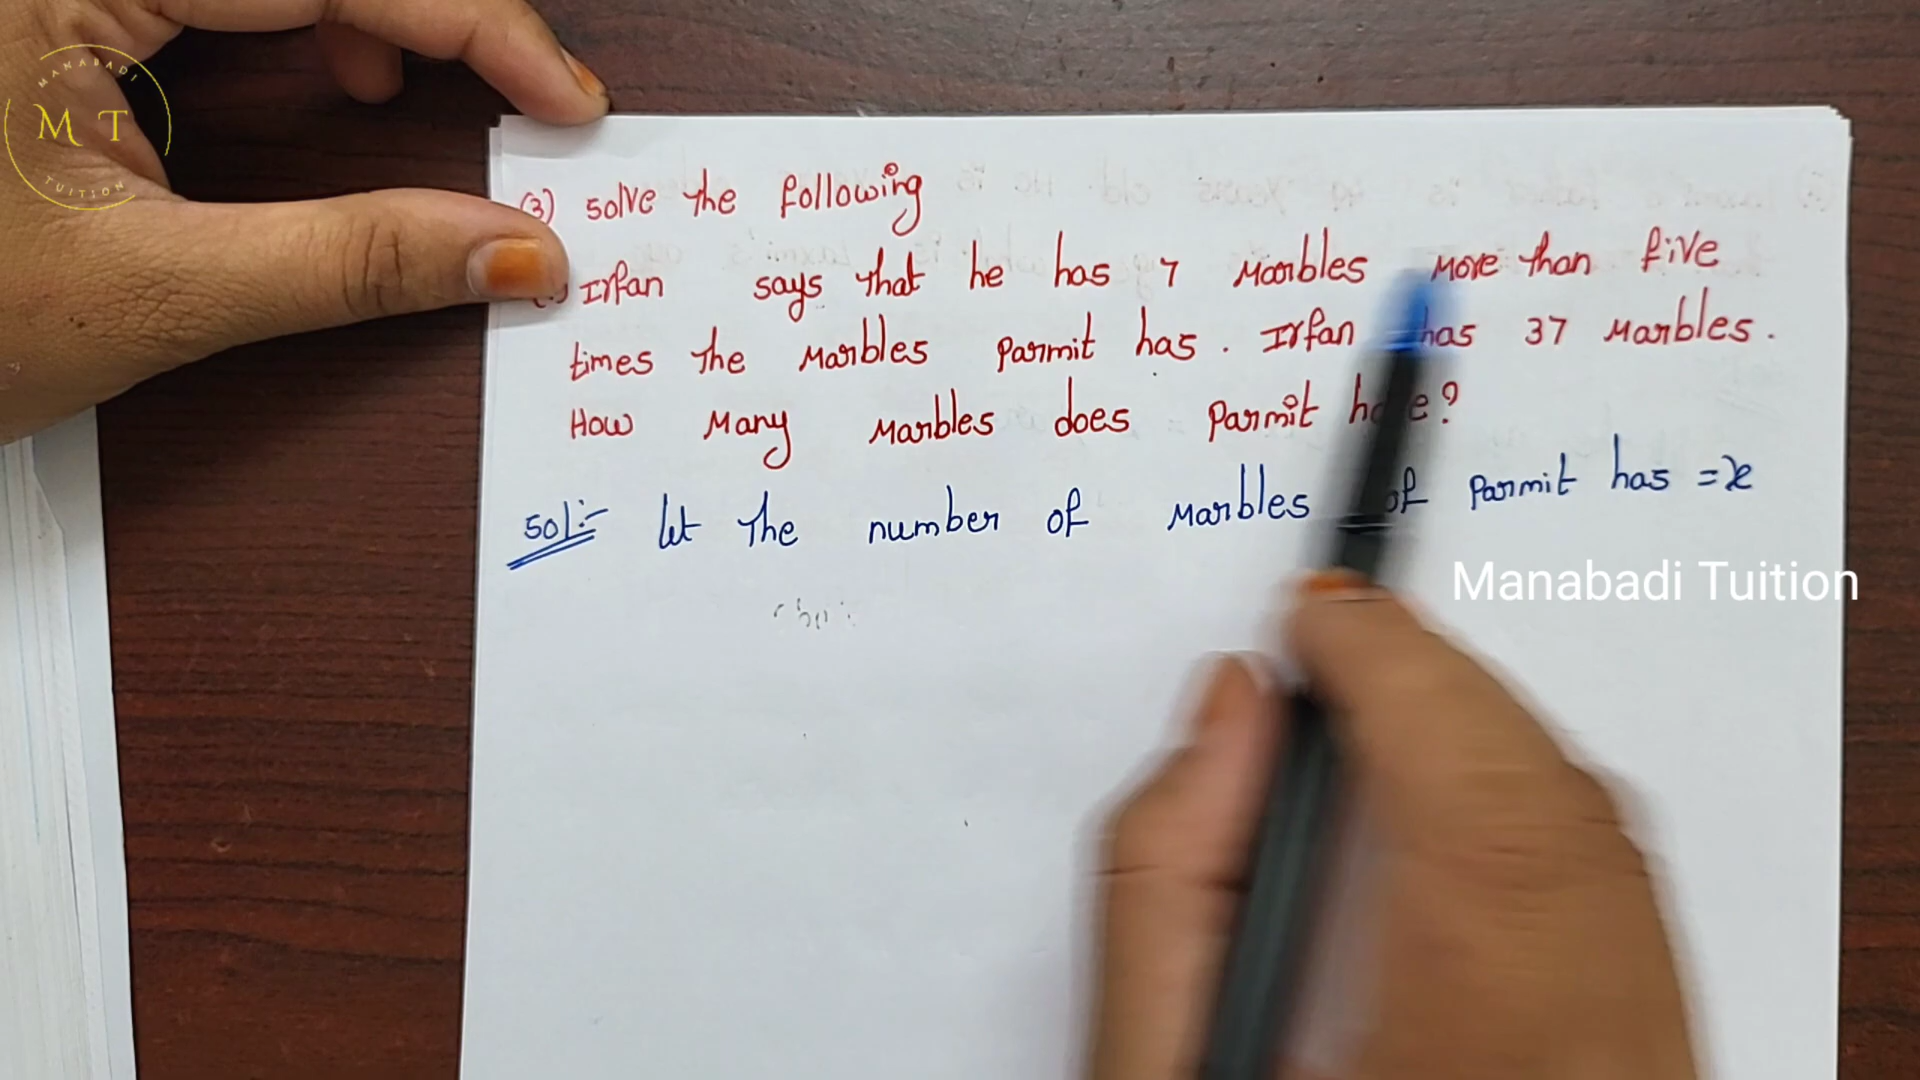 MANABADI
M T
TUITION
(3) solve the following
Irfan says that he has 7 Marbles More than five
times the Marbles Parmit has. Irfan has 37 Marbles.
How Many Marbles does Parmit have?
Sol:- let the number of Marbles of Parmit has = x
Manabadi Tuition